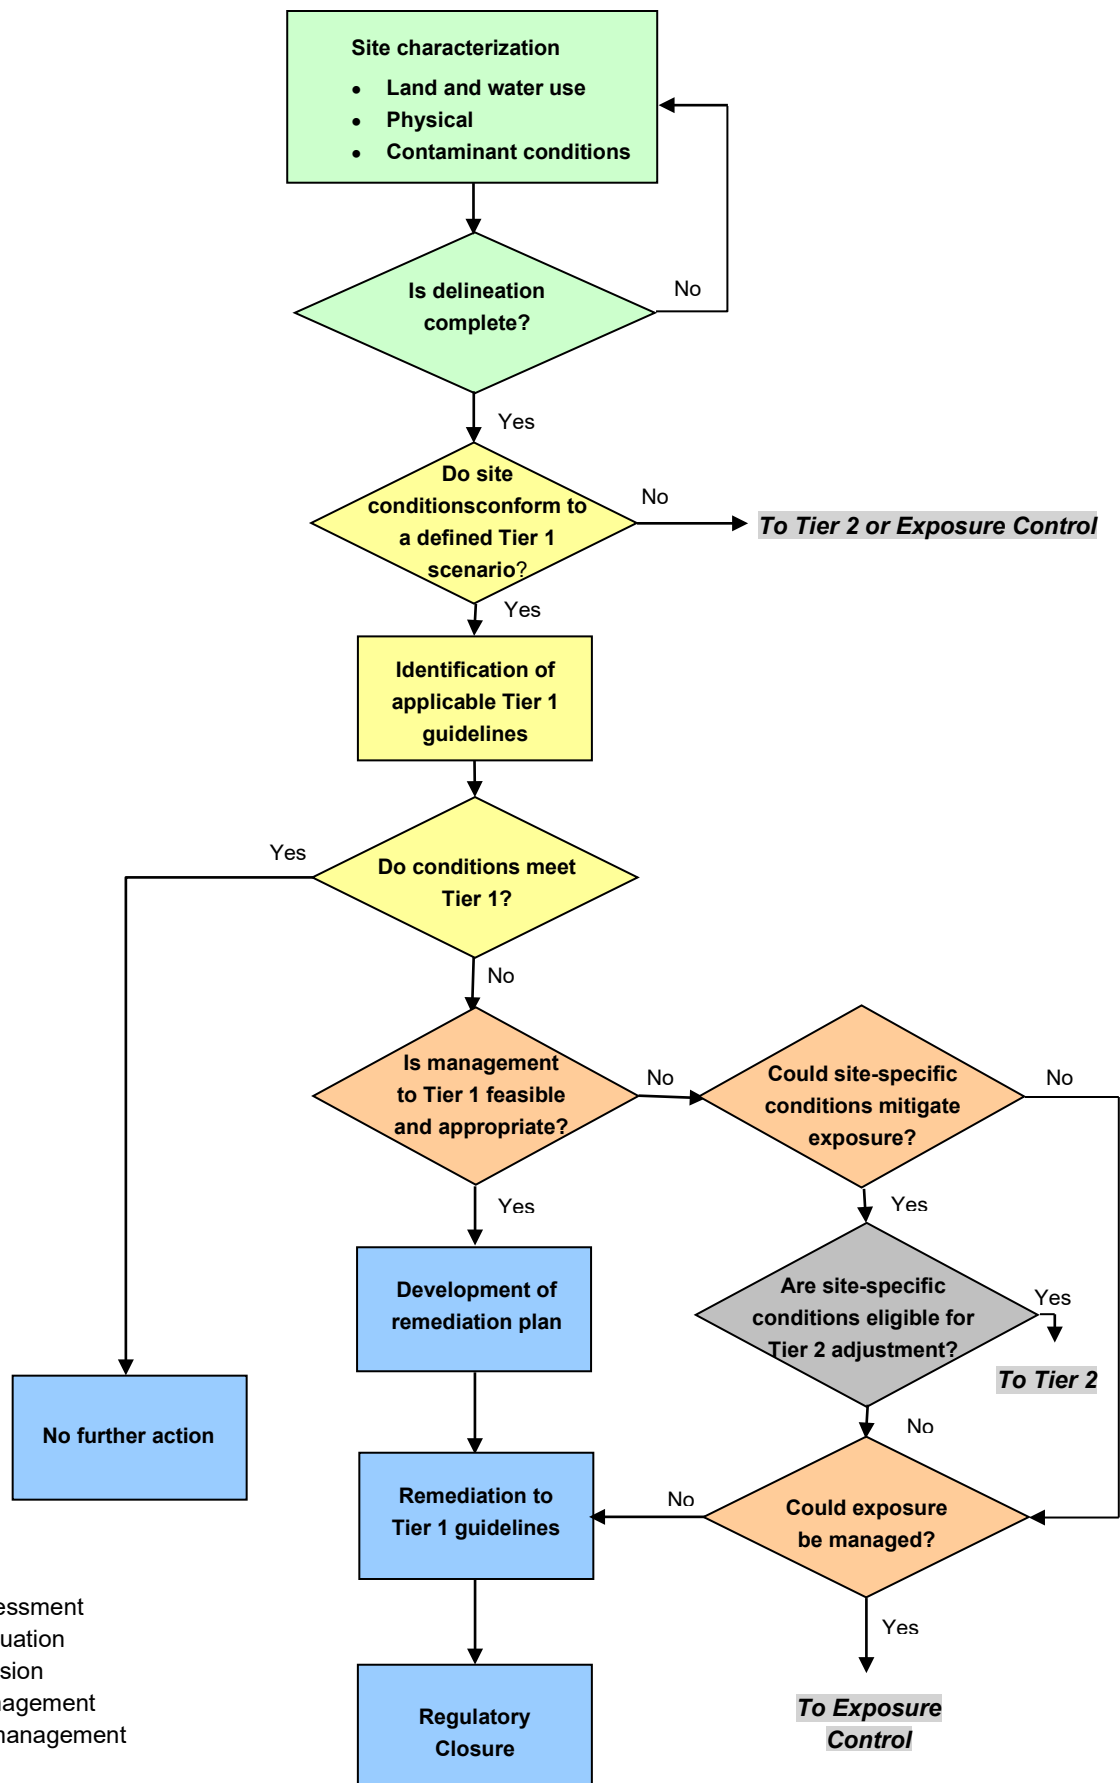 Site characterization
• Land and water use
• Physical
• Contaminant conditions
Is delineation
complete?
No
Yes
Do site
conditionsconform to
a defined Tier 1
scenario?
No
To Tier 2 or Exposure Control
Yes
Identification of
applicable Tier 1
guidelines
Do conditions meet
Tier 1?
Yes
No
Is management
to Tier 1 feasible
and appropriate?
No
Could site-specific
conditions mitigate
exposure?
No
Yes
Yes
Development of
remediation plan
Are site-specific
conditions eligible for
Tier 2 adjustment?
Yes
To Tier 2
No further action
No
Remediation to
Tier 1 guidelines
No
Could exposure
be managed?
Yes
To Exposure
Control
Regulatory
Closure
essment
uation
sion
nagement
management